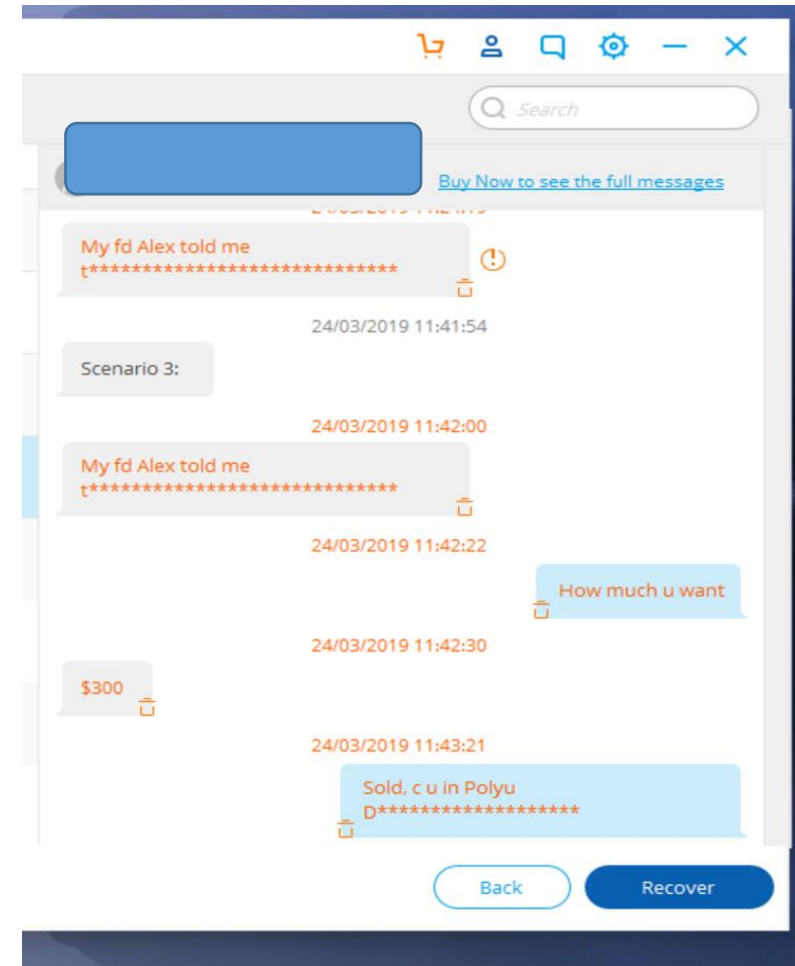 Search
Buy Now to see the full messages
My fd Alex told me
t*****************************
24/03/2019 11:41:54
Scenario 3:
24/03/2019 11:42:00
My fd Alex told me
t*****************************
24/03/2019 11:42:22
How much u want
24/03/2019 11:42:30
$300
24/03/2019 11:43:21
Sold, c u in Polyu
D*******************
Back
Recover